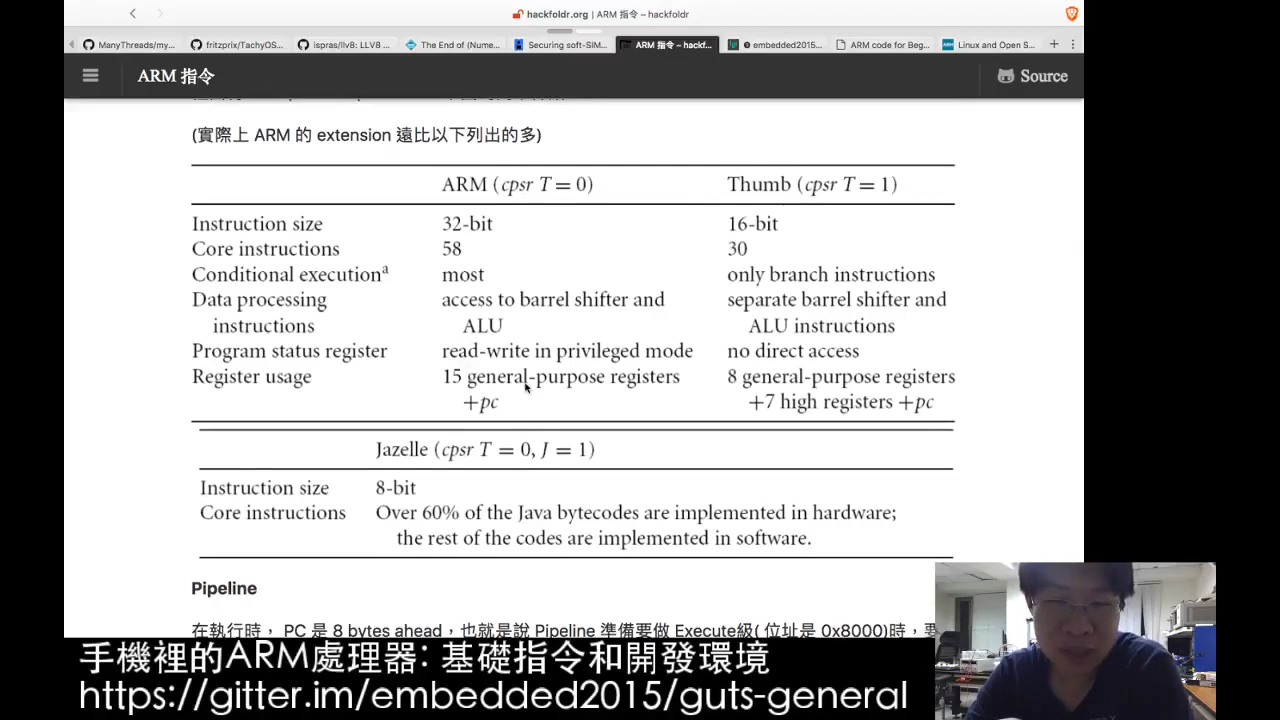 hackfoldr.org | ARM 指令 – hackfoldr
ManyThreads/my... fritzprix/TachyOS... ispras/llv8: LLV8 ... The End of (Nume... Securing soft-SIM... ARM 指令 – hackf... embedded2015... ARM code for Beg... Linux and Open S...
ARM 指令 Source
(實際上 ARM 的 extension 遠比以下列出的多)
ARM (cpsr T = 0) Thumb (cpsr T = 1)
Instruction size 32-bit 16-bit
Core instructions 58 30
Conditional executionᵃ most only branch instructions
Data processing access to barrel shifter and separate barrel shifter and
instructions ALU ALU instructions
Program status register read-write in privileged mode no direct access
Register usage 15 general-purpose registers 8 general-purpose registers
+pc +7 high registers +pc
Jazelle (cpsr T = 0, J = 1)
Instruction size 8-bit
Core instructions Over 60% of the Java bytecodes are implemented in hardware;
the rest of the codes are implemented in software.
Pipeline
在執行時， PC 是 8 bytes ahead，也就是說 Pipeline 準備要做 Execute級( 位址是 0x8000)時，
手機裡的ARM處理器: 基礎指令和開發環境
https://gitter.im/embedded2015/guts-general